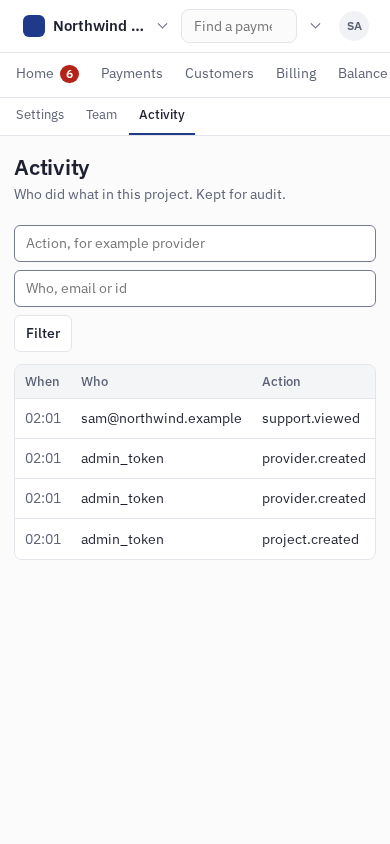 Northwind ... Find a payme SA
Home 6 Payments Customers Billing Balance
Settings Team Activity
Activity
Who did what in this project. Kept for audit.
Action, for example provider
Who, email or id
Filter
When Who Action
02:01 sam@northwind.example support.viewed
02:01 admin_token provider.created
02:01 admin_token provider.created
02:01 admin_token project.created